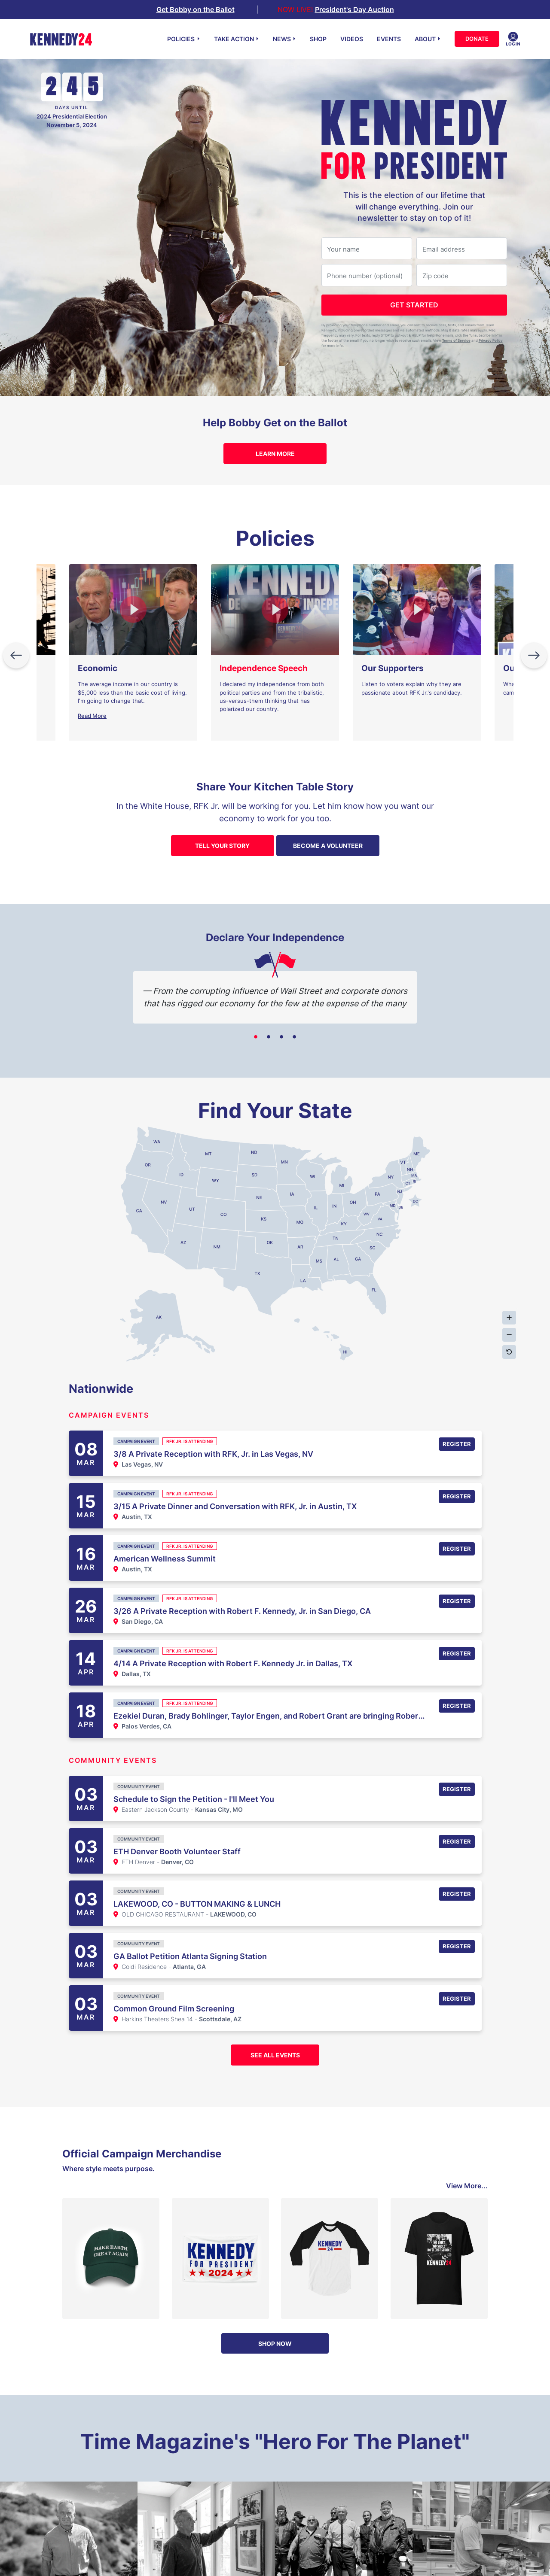 Get Bobby on the Ballot | NOW LIVE! President's Day Auction
KENNEDY24
POLICIES TAKE ACTION NEWS SHOP VIDEOS EVENTS ABOUT DONATE LOGIN
245
DAYS UNTIL
2024 Presidential Election
November 5, 2024
KENNEDY
FOR PRESIDENT
This is the election of our lifetime that
will change everything. Join our
newsletter to stay on top of it!
Your name Email address
Phone number (optional) Zip code
GET STARTED
Terms of Service and Privacy Policy
Help Bobby Get on the Ballot
LEARN MORE
Policies
Economic
The average income in our country is
$5,000 less than the basic cost of living.
I'm going to change that.
Read More
Independence Speech
I declared my independence from both
political parties and from the tribalistic,
us-versus-them thinking that has
polarized our country.
Our Supporters
Listen to voters explain why they are
passionate about RFK Jr.'s candidacy.
Ou
Wha
cam
Share Your Kitchen Table Story
In the White House, RFK Jr. will be working for you. Let him know how you want our
economy to work for you too.
TELL YOUR STORY BECOME A VOLUNTEER
Declare Your Independence
— From the corrupting influence of Wall Street and corporate donors
that has rigged our economy for the few at the expense of the many
Find Your State
WA MT ND MN ME
OR ID WY SD WI MI NY VT NH MA
NV UT CO NE IA IL IN OH PA NJ CT RI
CA KS MO KY WV VA MD DE DC
AZ NM OK AR TN NC
TX LA MS AL GA SC
FL
AK HI
Nationwide
CAMPAIGN EVENTS
08 MAR
CAMPAIGN EVENT RFK JR. IS ATTENDING
3/8 A Private Reception with RFK, Jr. in Las Vegas, NV
Las Vegas, NV
REGISTER
15 MAR
CAMPAIGN EVENT RFK JR. IS ATTENDING
3/15 A Private Dinner and Conversation with RFK, Jr. in Austin, TX
Austin, TX
REGISTER
16 MAR
CAMPAIGN EVENT RFK JR. IS ATTENDING
American Wellness Summit
Austin, TX
REGISTER
26 MAR
CAMPAIGN EVENT RFK JR. IS ATTENDING
3/26 A Private Reception with Robert F. Kennedy, Jr. in San Diego, CA
San Diego, CA
REGISTER
14 APR
CAMPAIGN EVENT RFK JR. IS ATTENDING
4/14 A Private Reception with Robert F. Kennedy Jr. in Dallas, TX
Dallas, TX
REGISTER
18 APR
CAMPAIGN EVENT RFK JR. IS ATTENDING
Ezekiel Duran, Brady Bohlinger, Taylor Engen, and Robert Grant are bringing Rober...
Palos Verdes, CA
REGISTER
COMMUNITY EVENTS
03 MAR
COMMUNITY EVENT
Schedule to Sign the Petition - I'll Meet You
Eastern Jackson County - Kansas City, MO
REGISTER
03 MAR
COMMUNITY EVENT
ETH Denver Booth Volunteer Staff
ETH Denver - Denver, CO
REGISTER
03 MAR
COMMUNITY EVENT
LAKEWOOD, CO - BUTTON MAKING & LUNCH
OLD CHICAGO RESTAURANT - LAKEWOOD, CO
REGISTER
03 MAR
COMMUNITY EVENT
GA Ballot Petition Atlanta Signing Station
Goldi Residence - Atlanta, GA
REGISTER
03 MAR
COMMUNITY EVENT
Common Ground Film Screening
Harkins Theaters Shea 14 - Scottsdale, AZ
REGISTER
SEE ALL EVENTS
Official Campaign Merchandise
Where style meets purpose.
View More...
MAKE EARTH
GREAT AGAIN
KENNEDY
FOR PRESIDENT
2024
KENNEDY
24
KENNEDY24
SHOP NOW
Time Magazine's "Hero For The Planet"